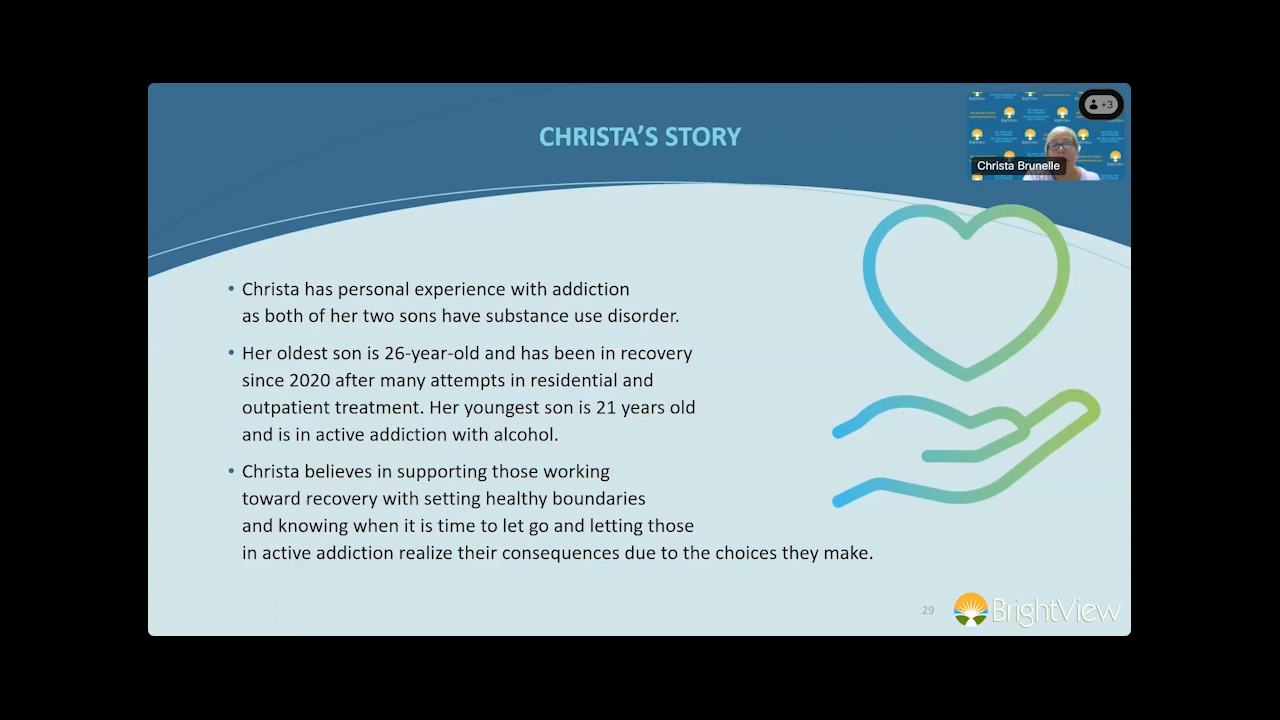 CHRISTA'S STORY
+3
Christa Brunelle
• Christa has personal experience with addiction
as both of her two sons have substance use disorder.
• Her oldest son is 26-year-old and has been in recovery
since 2020 after many attempts in residential and
outpatient treatment. Her youngest son is 21 years old
and is in active addiction with alcohol.
• Christa believes in supporting those working
toward recovery with setting healthy boundaries
and knowing when it is time to let go and letting those
in active addiction realize their consequences due to the choices they make.
29
BrightView